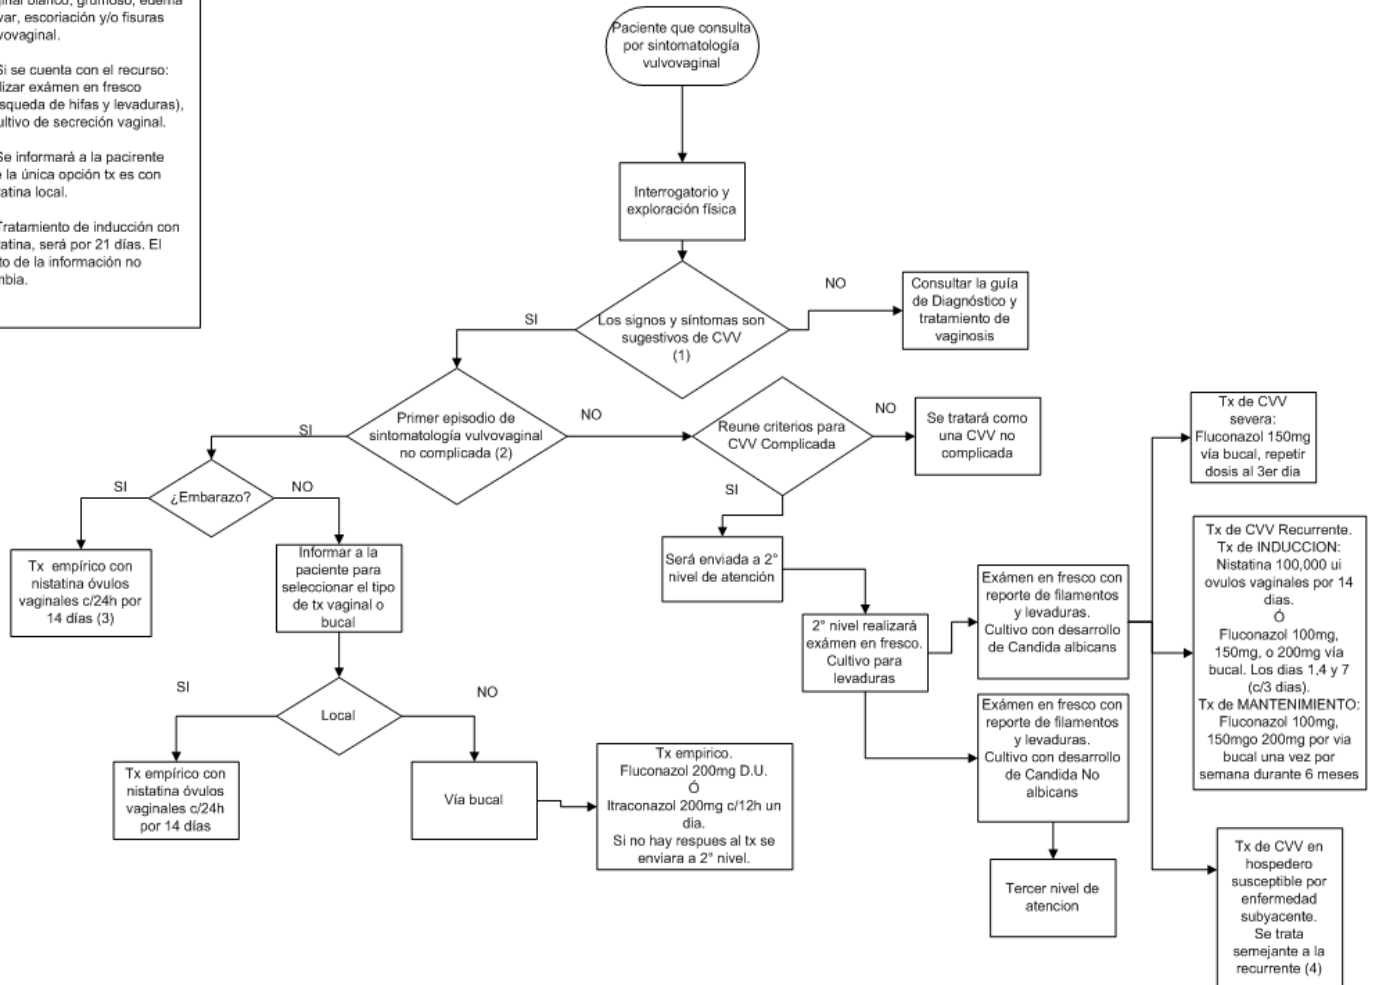 blanco, grumoso, edema
escoriación y/o fisuras
Si se cuenta con el recurso:
exámen en fresco
de hifas y levaduras),
de secreción vaginal.
Se informará a la pacirente
la única opción tx es con
local.
Tratamiento de inducción con
será por 21 días. El
de la información no
Paciente que consulta
por sintomatología
vulvovaginal
Interrogatorio y
exploración física
Los signos y síntomas son
sugestivos de CVV
(1)
NO
Consultar la guía
de Diagnóstico y
tratamiento de
vaginosis
SI
Primer episodio de
sintomatología vulvovaginal
no complicada (2)
NO
Reune criterios para
CVV Complicada
NO
Se tratará como
una CVV no
complicada
SI
¿Embarazo?
SI
NO
Tx empírico con
nistatina óvulos
vaginales c/24h por
14 días (3)
Informar a la
paciente para
seleccionar el tipo
de tx vaginal o
bucal
Local
SI
NO
Tx empírico con
nistatina óvulos
vaginales c/24h
por 14 días
Vía bucal
Tx empirico.
Fluconazol 200mg D.U.
Ó
Itraconazol 200mg c/12h un
dia.
Si no hay respues al tx se
enviara a 2° nivel.
SI
Será enviada a 2°
nivel de atención
2° nivel realizará
exámen en fresco.
Cultivo para
levaduras
Exámen en fresco con
reporte de filamentos
y levaduras.
Cultivo con desarrollo
de Candida albicans
Exámen en fresco con
reporte de filamentos
y levaduras.
Cultivo con desarrollo
de Candida No
albicans
Tercer nivel de
atencion
Tx de CVV
severa:
Fluconazol 150mg
vía bucal, repetir
dosis al 3er dia
Tx de CVV Recurrente.
Tx de INDUCCION:
Nistatina 100,000 ui
ovulos vaginales por 14
dias.
Ó
Fluconazol 100mg,
150mg, o 200mg vía
bucal. Los dias 1,4 y 7
(c/3 dias).
Tx de MANTENIMIENTO:
Fluconazol 100mg,
150mgo 200mg por via
bucal una vez por
semana durante 6 meses
Tx de CVV en
hospedero
susceptible por
enfermedad
subyacente.
Se trata
semejante a la
recurrente (4)